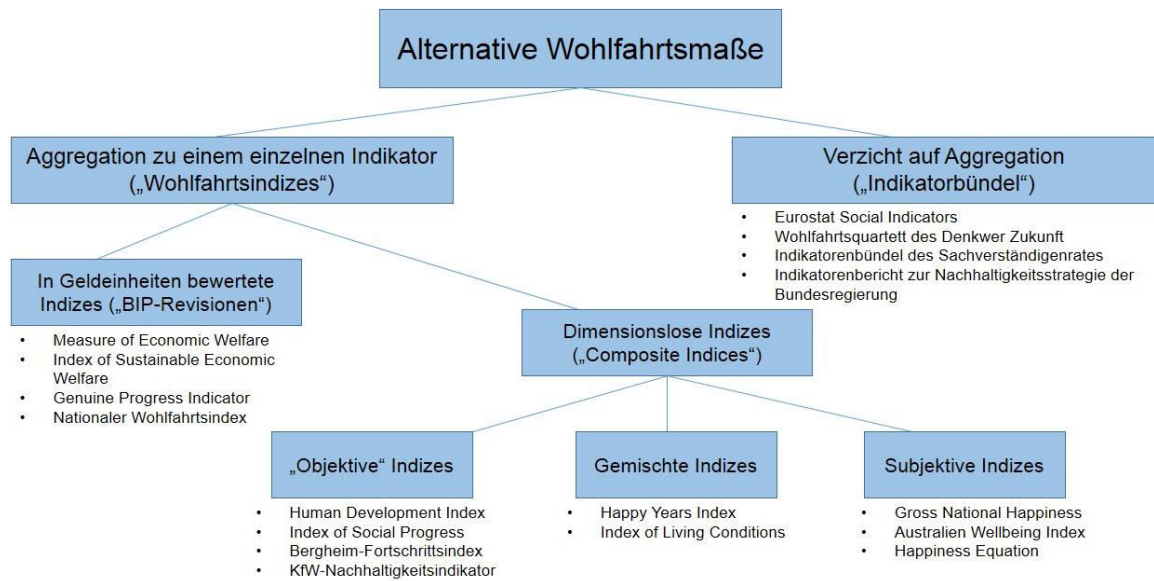 Alternative Wohlfahrtsmaße
Aggregation zu einem einzelnen Indikator
(„Wohlfahrtsindizes“)
Verzicht auf Aggregation
(„Indikatorbündel“)
• Eurostat Social Indicators
• Wohlfahrtsquartett des Denkwer Zukunft
• Indikatorenbündel des Sachverständigenrates
• Indikatorenbericht zur Nachhaltigkeitsstrategie der
Bundesregierung
In Geldeinheiten bewertete
Indizes („BIP-Revisionen“)
• Measure of Economic Welfare
• Index of Sustainable Economic
Welfare
• Genuine Progress Indicator
• Nationaler Wohlfahrtsindex
Dimensionslose Indizes
(„Composite Indices“)
„Objektive“ Indizes
• Human Development Index
• Index of Social Progress
• Bergheim-Fortschrittsindex
• KfW-Nachhaltigkeitsindikator
Gemischte Indizes
• Happy Years Index
• Index of Living Conditions
Subjektive Indizes
• Gross National Happiness
• Australien Wellbeing Index
• Happiness Equation